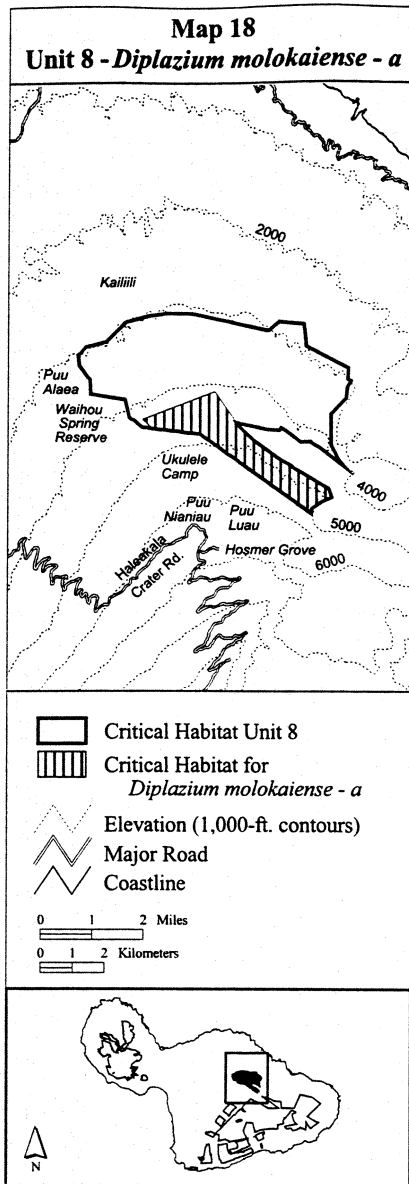 Map 18
Unit 8 - Diplazium molokaiense - a
2000
Kailiili
Puu
Alaea
Waihou
Spring
Reserve
Ukulele
Camp
4000
Puu
Nianiau
Puu
Luau
5000
Hosmer Grove
6000
Haleakala
Crater Rd.
Critical Habitat Unit 8
Critical Habitat for
Diplazium molokaiense - a
Elevation (1,000-ft. contours)
Major Road
Coastline
0 1 2 Miles
0 1 2 Kilometers
N